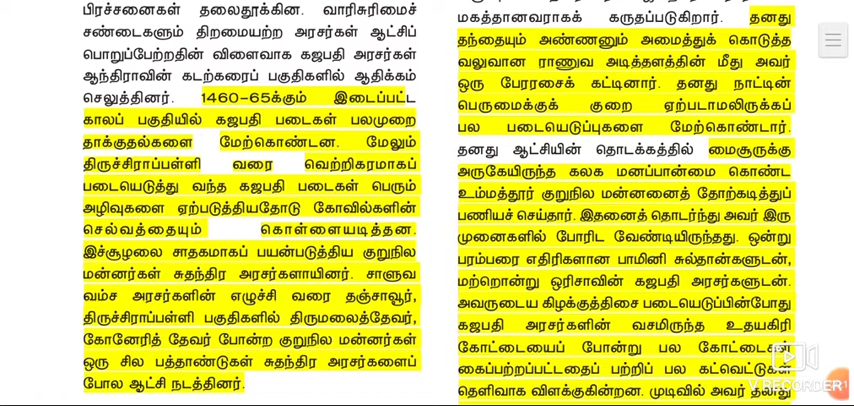 பிரச்சனைகள் தலைதூக்கின. வாரிசுரிமைச்
சண்டைகளும் திறமையற்ற அரசர்கள் ஆட்சிப்
பொறுப்பேற்றதின் விளைவாக கஜபதி அரசர்கள்
ஆந்திராவின் கடற்கரைப் பகுதிகளில் ஆதிக்கம்
செலுத்தினர். 1460–65க்கும் இடைப்பட்ட
காலப் பகுதியில் கஜபதி படைகள் பலமுறை
தாக்குதல்களை மேற்கொண்டன. மேலும்
திருச்சிராப்பள்ளி வரை வெற்றிகரமாகப்
படையெடுத்து வந்த கஜபதி படைகள் பெரும்
அழிவுகளை ஏற்படுத்தியதோடு கோவில்களின்
செல்வத்தையும் கொள்ளையடித்தன.
இச்சூழலை சாதகமாகப் பயன்படுத்திய குறுநில
மன்னர்கள் சுதந்திர அரசர்களாயினர். சாளுவ
வம்ச அரசர்களின் எழுச்சி வரை தஞ்சாவூர்,
திருச்சிராப்பள்ளி பகுதிகளில் திருமலைத்தேவர்,
கோனேரித் தேவர் போன்ற குறுநில மன்னர்கள்
ஒரு சில பத்தாண்டுகள் சுதந்திர அரசர்களைப்
போல ஆட்சி நடத்தினர்.
மகத்தானவராகக் கருதப்படுகிறார். தனது
தந்தையும் அண்ணனும் அமைத்துக் கொடுத்த
வலுவான ராணுவ அடித்தளத்தின் மீது அவர்
ஒரு பேரரசைக் கட்டினார். தனது நாட்டின்
பெருமைக்குக் குறை ஏற்படாமலிருக்கப்
பல படையெடுப்புகளை மேற்கொண்டார்.
தனது ஆட்சியின் தொடக்கத்தில் மைசூருக்கு
அருகேயிருந்த கலக மனப்பான்மை கொண்ட
உம்மத்தூர் குறுநில மன்னனைத் தோற்கடித்துப்
பணியச் செய்தார். இதனைத் தொடர்ந்து அவர் இரு
முனைகளில் போரிட வேண்டியிருந்தது. ஒன்று
பரம்பரை எதிரிகளான பாமினி சுல்தான்களுடன்,
மற்றொன்று ஒரிசாவின் கஜபதி அரசர்களுடன்.
அவருடைய கிழக்குத்திசை படையெடுப்பின்போது
கஜபதி அரசர்களின் வசமிருந்த உதயகிரி
கோட்டையைப் போன்று பல கோட்டைகள்
கைப்பற்றப்பட்டதைப் பற்றிப் பல கட்வெட்டுகள்
தெளிவாக விளக்குகின்றன. முடிவில் அவர் தலது
V RECORDER